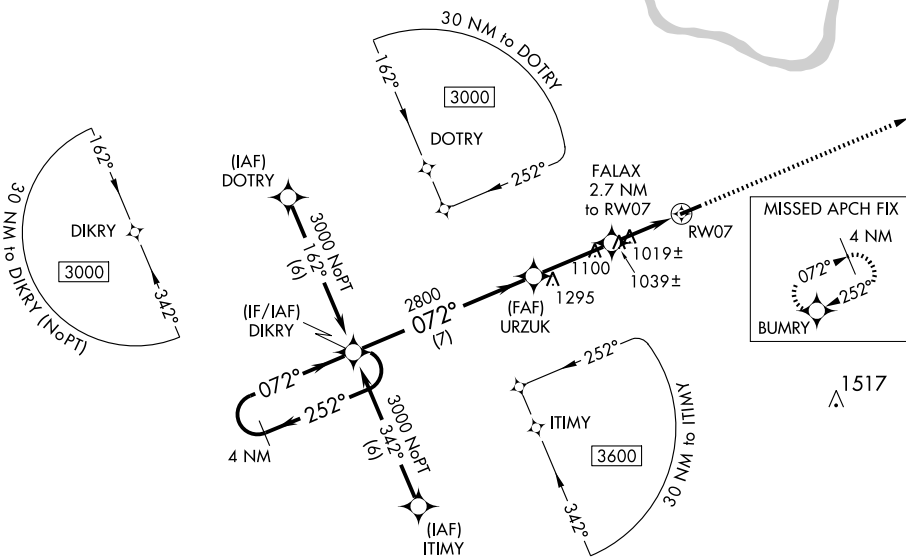 30 NM to DOTRY
162°
3000
DOTRY
252°
162°
30 NM to DIKRY (NoPT)
DIKRY
3000
342°
(IAF)
DOTRY
3000 NoPT
162°
(6)
FALAX
2.7 NM
to RW07
RW07
1019±
1100
1039±
MISSED APCH FIX
4 NM
072°
252°
BUMRY
(IF/IAF)
DIKRY
2800
072°
(7)
1295
(FAF)
URZUK
072°
252°
4 NM
3000 NoPT
342°
(6)
(IAF)
ITIMY
252°
ITIMY
3600
30 NM to ITIMY
342°
1517